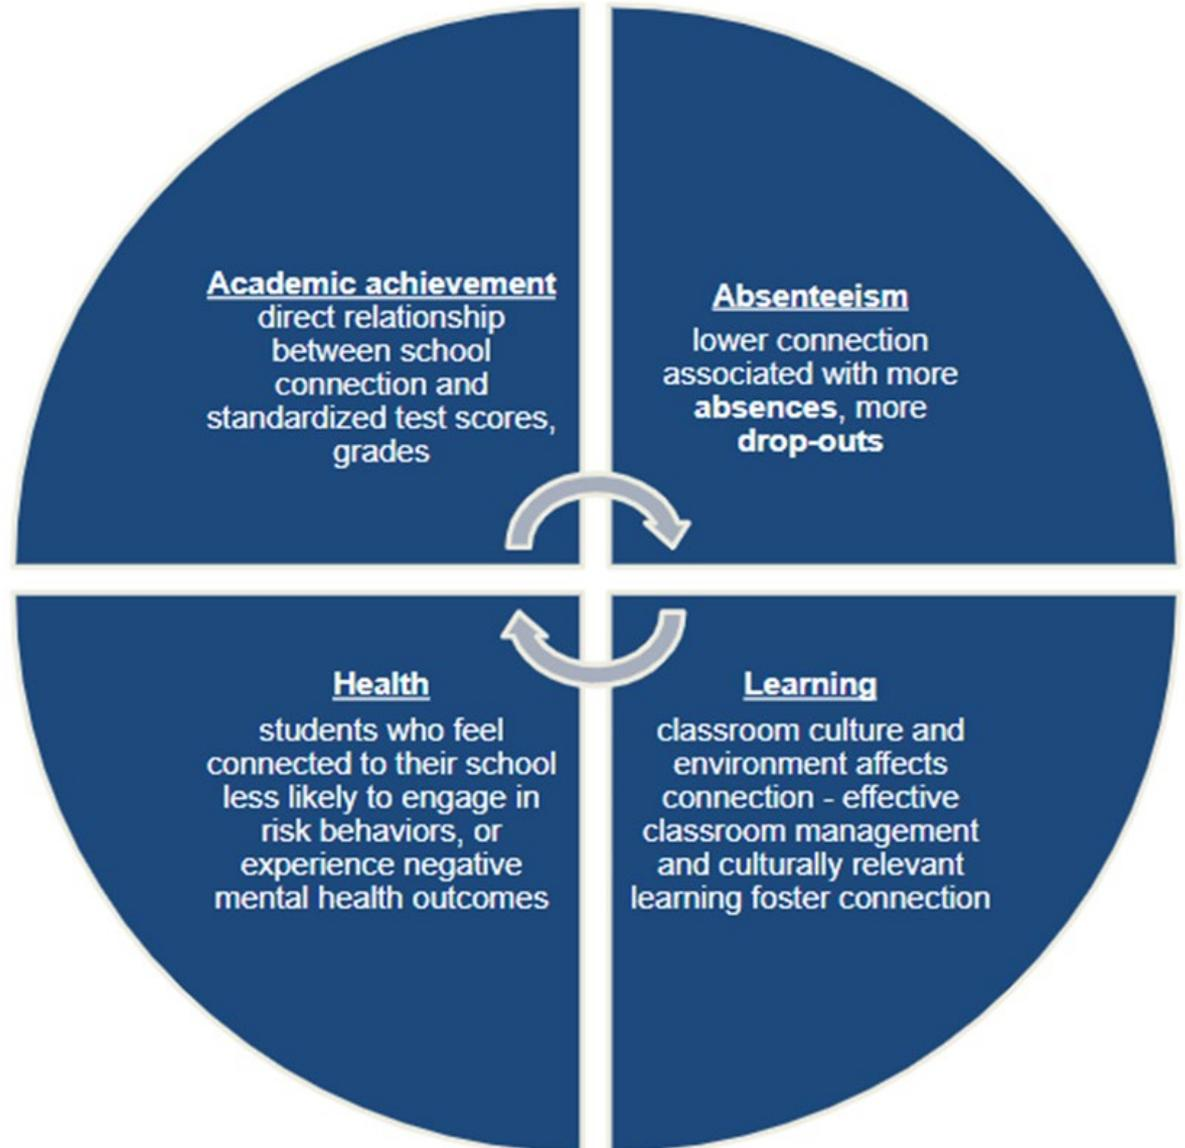 Academic achievement
direct relationship
between school
connection and
standardized test scores,
grades
Absenteeism
lower connection
associated with more
absences, more
drop-outs
Health
students who feel
connected to their school
less likely to engage in
risk behaviors, or
experience negative
mental health outcomes
Learning
classroom culture and
environment affects
connection - effective
classroom management
and culturally relevant
learning foster connection